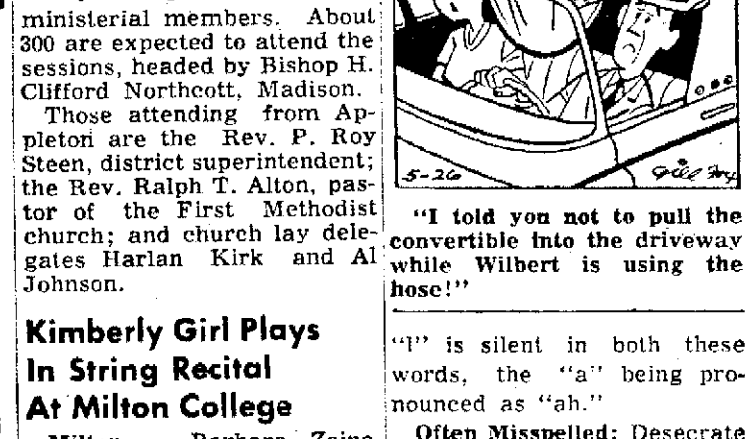 ministerial members. About
300 are expected to attend the
sessions, headed by Bishop H.
Clifford Northcott, Madison.
Those attending from Ap-
pleton are the Rev. P. Roy
Steen, district superintendent;
the Rev. Ralph T. Alton, pas-
tor of the First Methodist
church; and church lay dele-
gates Harlan Kirk and Al
Johnson.
Kimberly Girl Plays
In String Recital
At Milton College
5-26
"I told you not to pull the
convertible into the driveway
while Wilbert is using the
hose!"
"l" is silent in both these
words, the "a" being pro-
nounced as "ah."
Often Misspelled: Desecrate